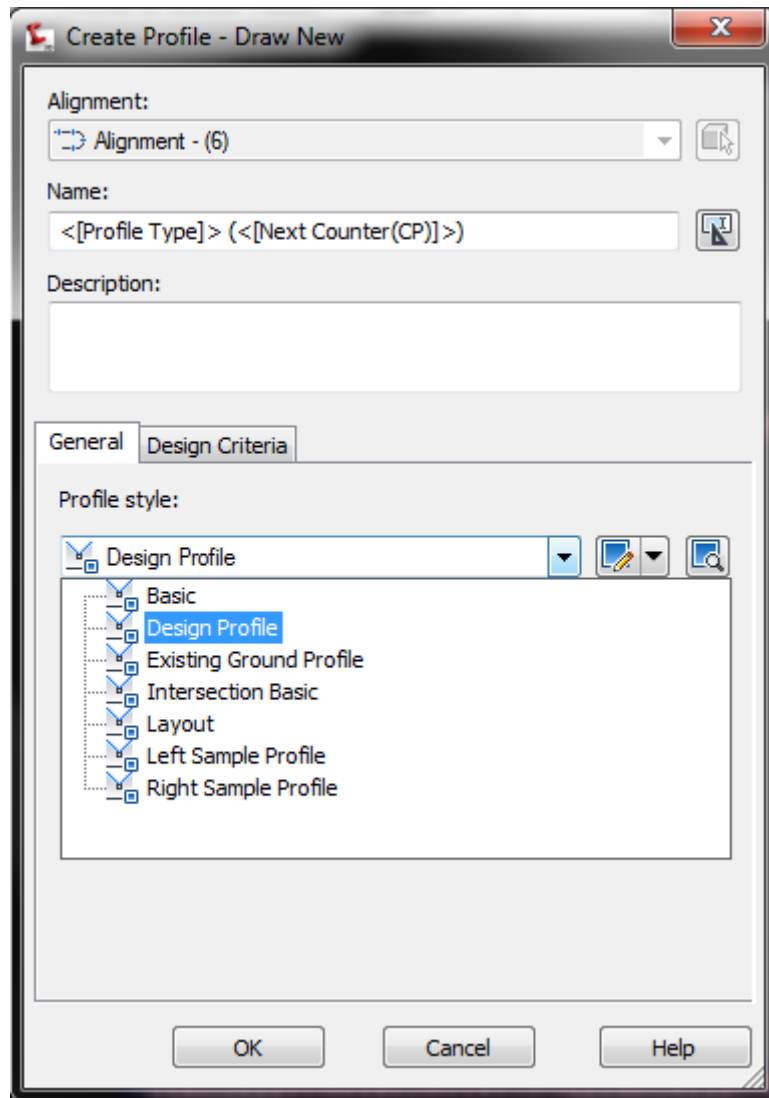 Create Profile - Draw New
Alignment:
Alignment - (6)
Name:
<[Profile Type]> (<[Next Counter(CP)]>)
Description:
General Design Criteria
Profile style:
Design Profile
Basic
Design Profile
Existing Ground Profile
Intersection Basic
Layout
Left Sample Profile
Right Sample Profile
OK Cancel Help